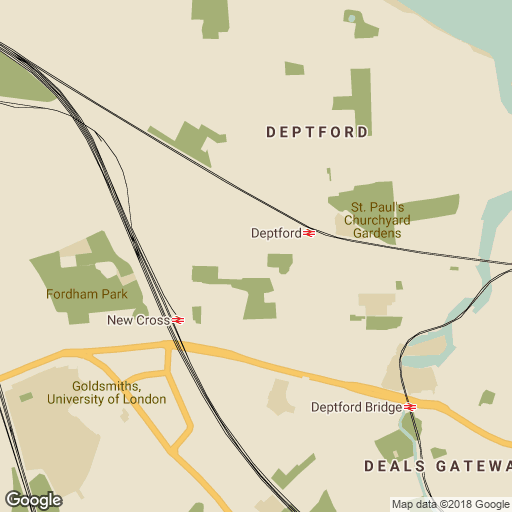 DEPTFORD
St. Paul's
Churchyard
Gardens
Deptford
Fordham Park
New Cross
Goldsmiths,
University of London
Deptford Bridge
DEALS GATEWA
Google
Map data ©2018 Google